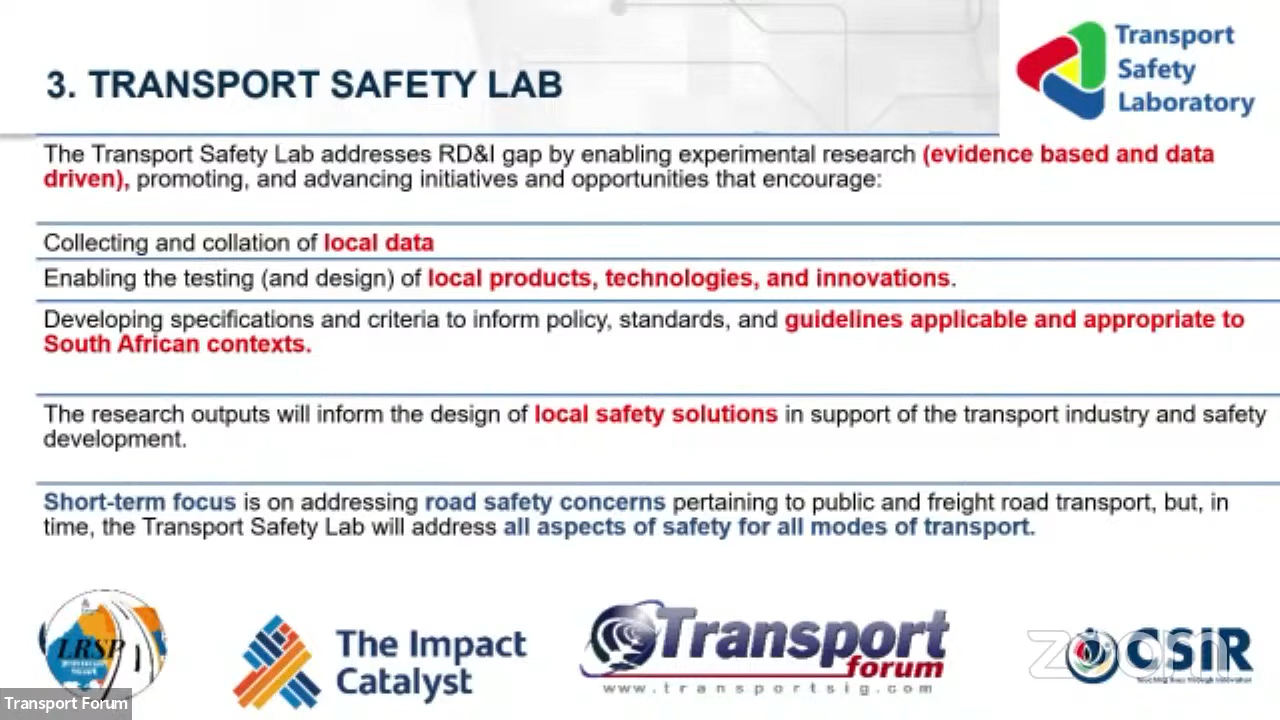 3. TRANSPORT SAFETY LAB
Transport
Safety
Laboratory
The Transport Safety Lab addresses RD&I gap by enabling experimental research (evidence based and data
driven), promoting, and advancing initiatives and opportunities that encourage:
Collecting and collation of local data
Enabling the testing (and design) of local products, technologies, and innovations.
Developing specifications and criteria to inform policy, standards, and guidelines applicable and appropriate to
South African contexts.
The research outputs will inform the design of local safety solutions in support of the transport industry and safety
development.
Short-term focus is on addressing road safety concerns pertaining to public and freight road transport, but, in
time, the Transport Safety Lab will address all aspects of safety for all modes of transport.
LRSP
The Impact
Catalyst
Transport
forum
www.transportsig.com
zoom
CSIR
Touching lives through innovation
Transport Forum